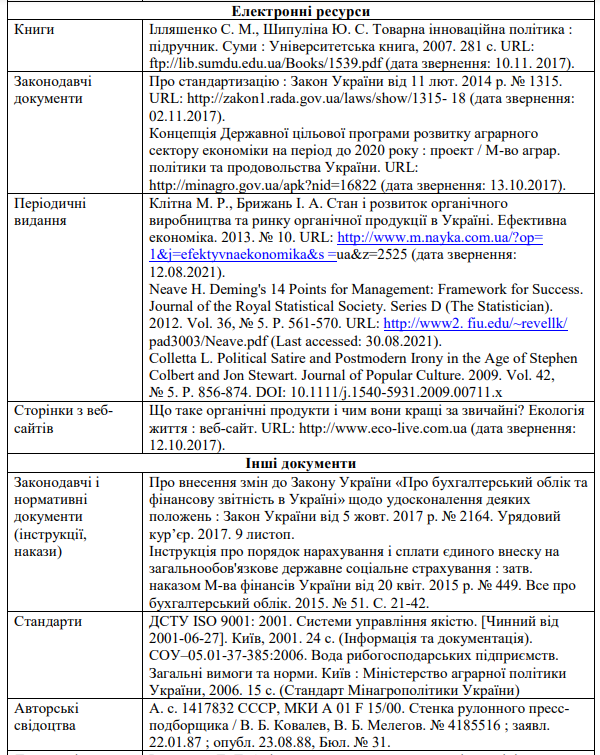 Електронні ресурси
Книги
Ілляшенко С. М., Шипуліна Ю. С. Товарна інноваційна політика :
підручник. Суми : Університетська книга, 2007. 281 с. URL:
ftp://lib.sumdu.edu.ua/Books/1539.pdf (дата звернення: 10.11. 2017).
Законодавчі
документи
Про стандартизацію : Закон України від 11 лют. 2014 р. № 1315.
URL: http://zakon1.rada.gov.ua/laws/show/1315- 18 (дата звернення:
02.11.2017).
Концепція Державної цільової програми розвитку аграрного
сектору економіки на період до 2020 року : проект / М-во аграр.
політики та продовольства України. URL:
http://minagro.gov.ua/apk?nid=16822 (дата звернення: 13.10.2017).
Періодичні
видання
Клітна М. Р., Брижань І. А. Стан і розвиток органічного
виробництва та ринку органічної продукції в Україні. Ефективна
економіка. 2013. № 10. URL: http://www.m.nayka.com.ua/?op=
1&j=efektyvnaekonomika&s =ua&z=2525 (дата звернення:
12.08.2021).
Neave H. Deming's 14 Points for Management: Framework for Success.
Journal of the Royal Statistical Society. Series D (The Statistician).
2012. Vol. 36, № 5. P. 561-570. URL: http://www2. fiu.edu/~revellk/
pad3003/Neave.pdf (Last accessed: 30.08.2021).
Colletta L. Political Satire and Postmodern Irony in the Age of Stephen
Colbert and Jon Stewart. Journal of Popular Culture. 2009. Vol. 42,
№ 5. P. 856-874. DOI: 10.1111/j.1540-5931.2009.00711.x
Сторінки з веб-
сайтів
Що таке органічні продукти і чим вони кращі за звичайні? Екологія
життя : веб-сайт. URL: http://www.eco-live.com.ua (дата звернення:
12.10.2017).
Інші документи
Законодавчі і
нормативні
документи
(інструкції,
накази)
Про внесення змін до Закону України «Про бухгалтерський облік та
фінансову звітність в Україні» щодо удосконалення деяких
положень : Закон України від 5 жовт. 2017 р. № 2164. Урядовий
кур’єр. 2017. 9 листоп.
Інструкція про порядок нарахування і сплати єдиного внеску на
загальнообов'язкове державне соціальне страхування : затв.
наказом М-ва фінансів України від 20 квіт. 2015 р. № 449. Все про
бухгалтерський облік. 2015. № 51. С. 21-42.
Стандарти
ДСТУ ISO 9001: 2001. Системи управління якістю. [Чинний від
2001-06-27]. Київ, 2001. 24 с. (Інформація та документація).
СОУ–05.01-37-385:2006. Вода рибогосподарських підприємств.
Загальні вимоги та норми. Київ : Міністерство аграрної політики
України, 2006. 15 с. (Стандарт Мінагрополітики України)
Авторські
свідоцтва
А. с. 1417832 СССР, МКИ А 01 F 15/00. Стенка рулонного пресс-
подборщика / В. Б. Ковалев, В. Б. Мелегов. № 4185516 ; заявл.
22.01.87 ; опубл. 23.08.88, Бюл. № 31.